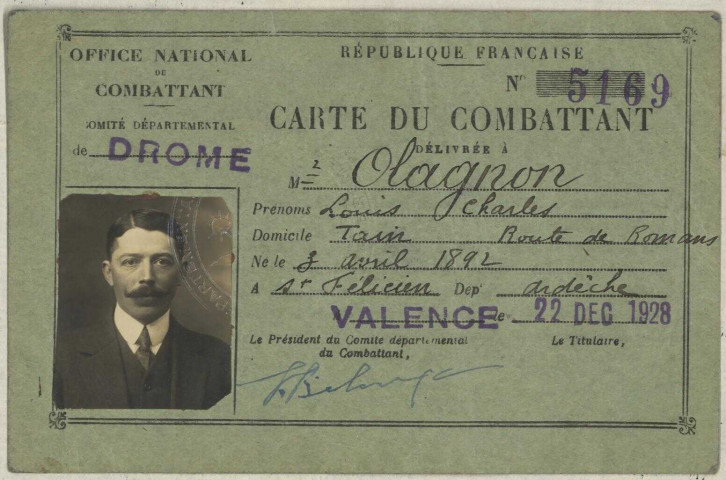 OFFICE NATIONAL
DU
COMBATTANT
COMITÉ DÉPARTEMENTAL
de DROME
RÉPUBLIQUE FRANÇAISE
N° 5169
CARTE DU COMBATTANT
DÉLIVRÉE À
Mr Olagnon
Prénoms Louis Charles
Domicile Tain Route de Romans
Né le 3 avril 1892
A St Félicien Dept ardèche
VALENCE le 22 DEC 1928
Le Président du Comité départemental
du Combattant,
Le Titulaire,